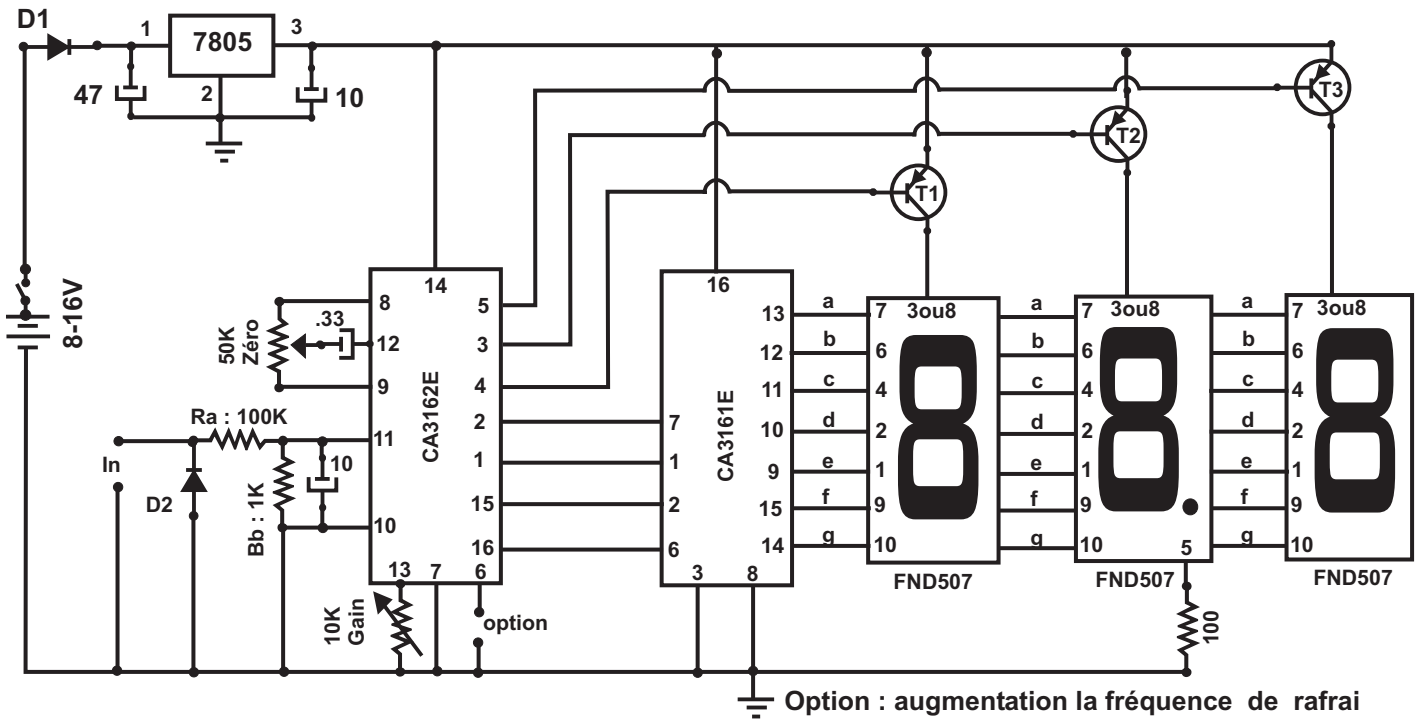 D1
1
7805
3
47
2
10
T3
T2
T1
8-16V
14
16
8
5
50K
Zéro
.33
12
3
9
4
CA3162E
Ra : 100K
11
2
In
10
1
D2
Bb : 1K
15
10
16
13
7
6
10K
Gain
option
7
1
2
6
CA3161E
13
12
11
10
9
15
14
3
8
a
b
c
d
e
f
g
3ou8
7
6
4
2
1
9
10
FND507
a
b
c
d
e
f
g
3ou8
7
6
4
2
1
9
10
5
FND507
100
a
b
c
d
e
f
g
3ou8
7
6
4
2
1
9
10
FND507
Option : augmentation la fréquence de rafrai